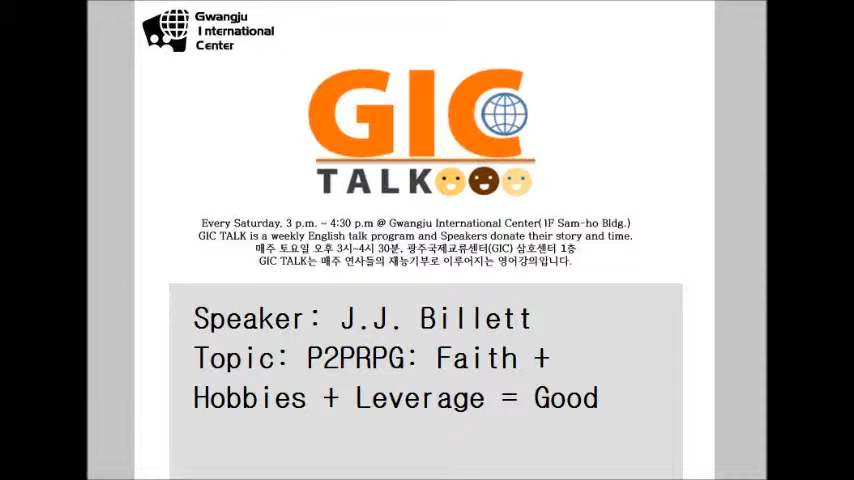 Gwangju
International
Center
GIC
TALK
Every Saturday, 3 p.m. – 4:30 p.m @ Gwangju International Center( 1F Sam-ho Bldg.)
GIC TALK is a weekly English talk program and Speakers donate their story and time.
매주 토요일 오후 3시~4시 30분, 광주국제교류센터(GIC) 삼호센터 1층
GIC TALK는 매주 연사들의 재능기부로 이루어지는 영어강의입니다.
Speaker: J.J. Billett
Topic: P2PRPG: Faith +
Hobbies + Leverage = Good